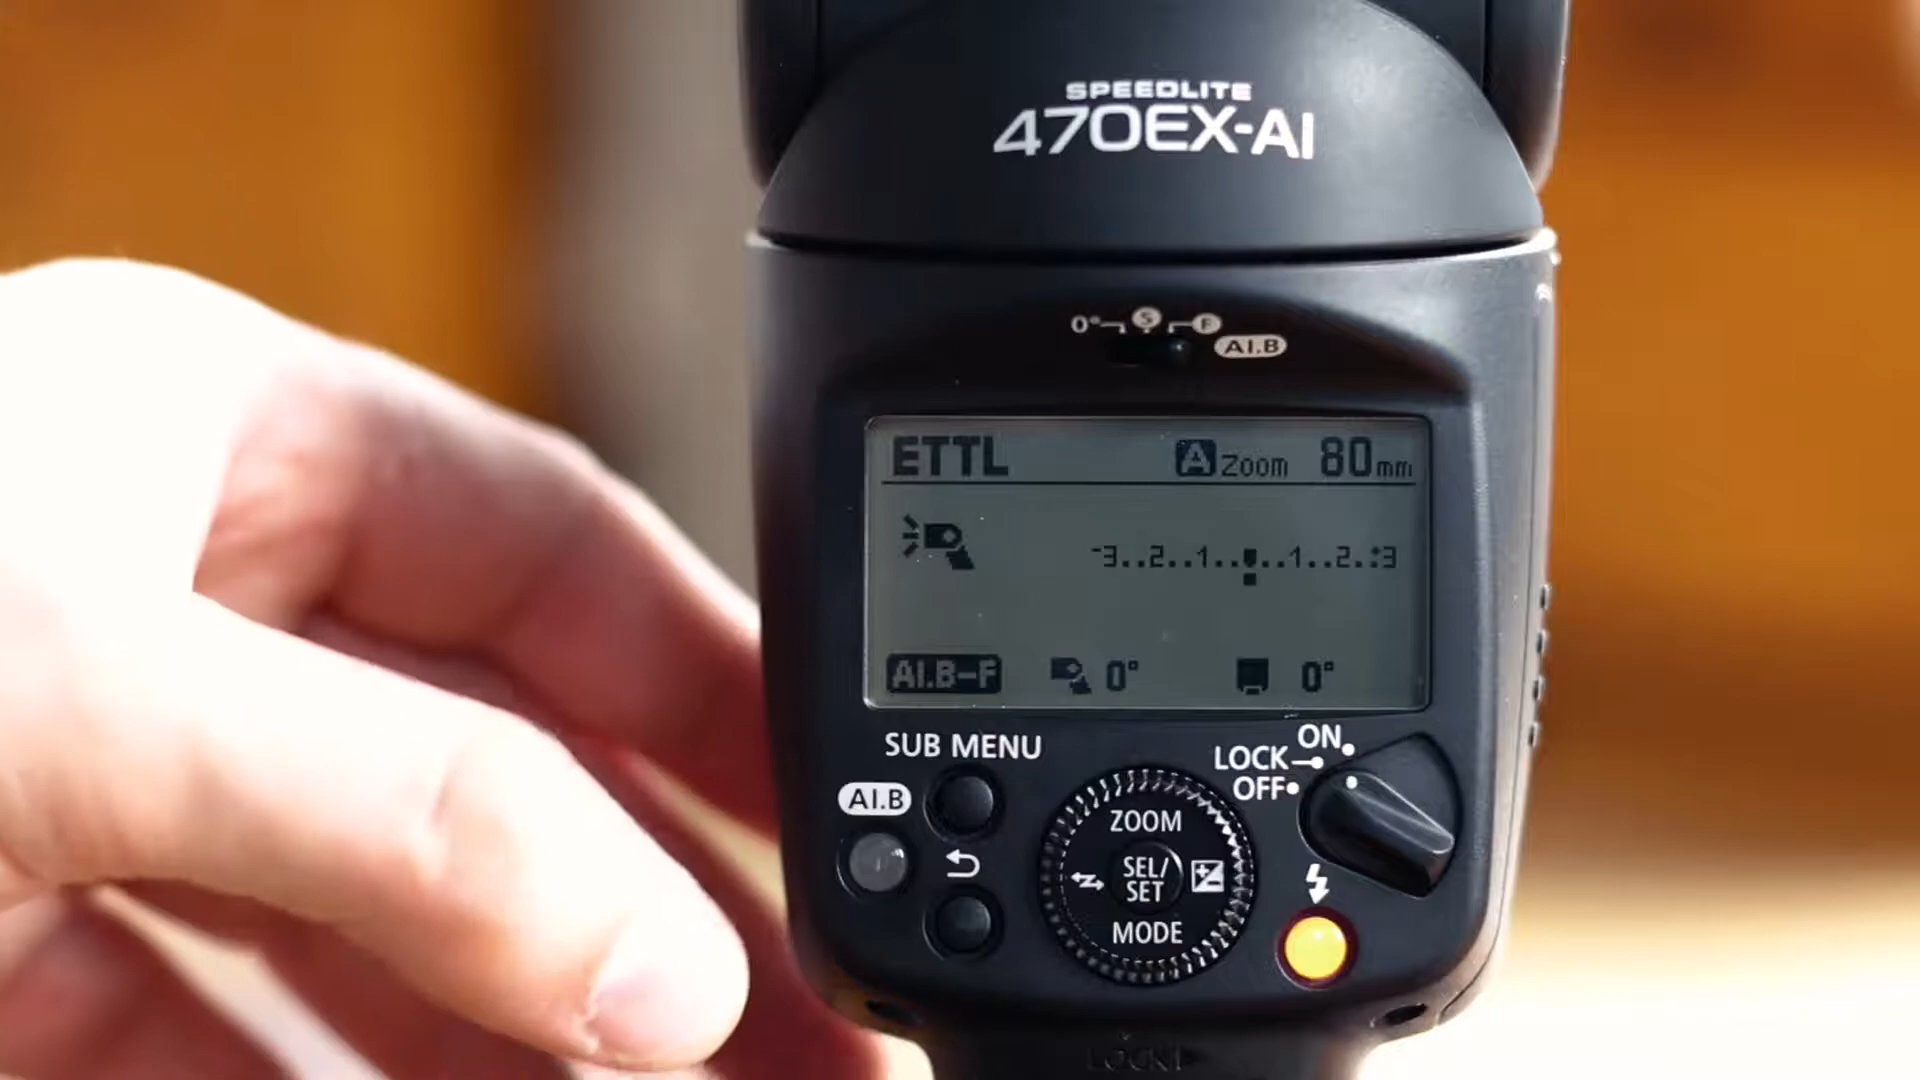 SPEEDLITE
470EX-AI
0° S F
AI.B
ETTL A Zoom 80mm
-3..2..1..▮..1..2..+3
AI.B-F 0° 0°
SUB MENU
ON
LOCK
OFF
AI.B
ZOOM
SEL/
SET
MODE
LOCK